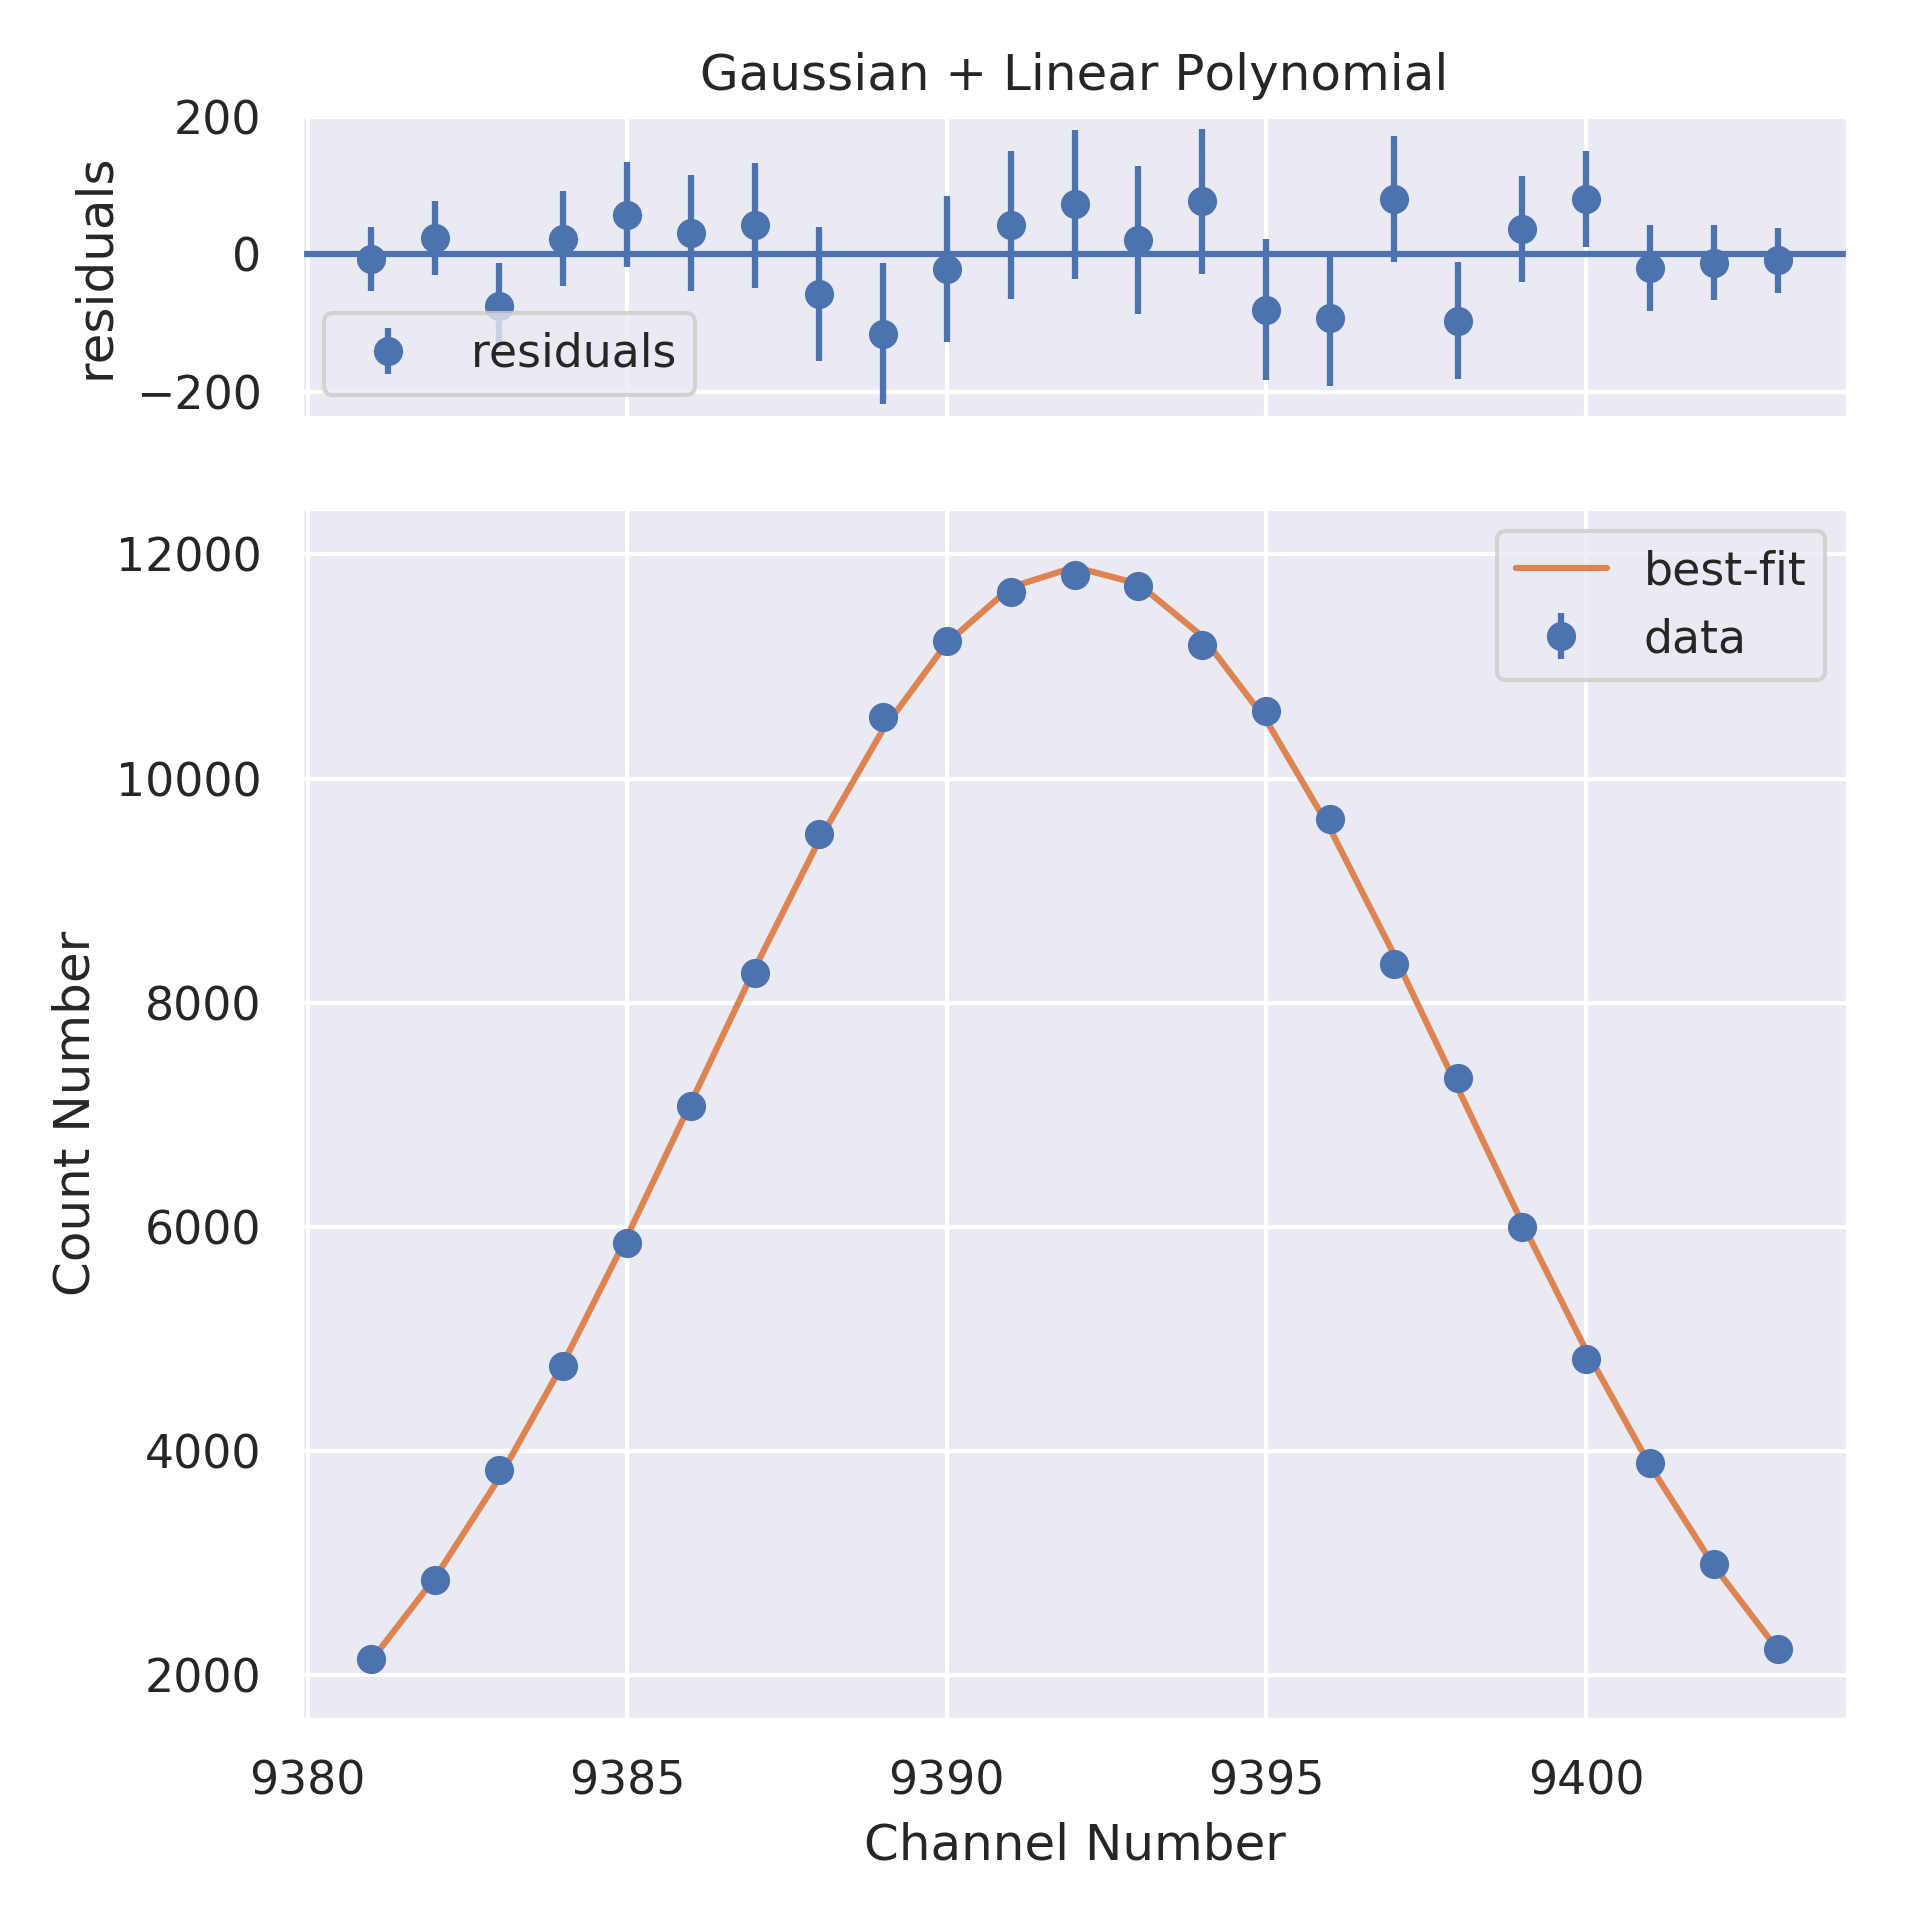 Gaussian + Linear Polynomial
200
0
−200
residuals
residuals
12000
10000
8000
6000
4000
2000
Count Number
best-fit
data
9380 9385 9390 9395 9400
Channel Number